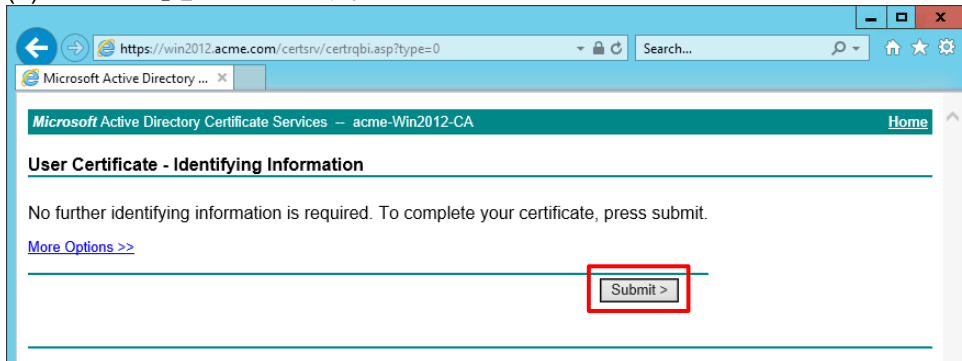 https://win2012.acme.com/certsrv/certrqbi.asp?type=0
Search...
Microsoft Active Directory ...
Microsoft Active Directory Certificate Services -- acme-Win2012-CA
Home
User Certificate - Identifying Information
No further identifying information is required. To complete your certificate, press submit.
More Options >>
Submit >